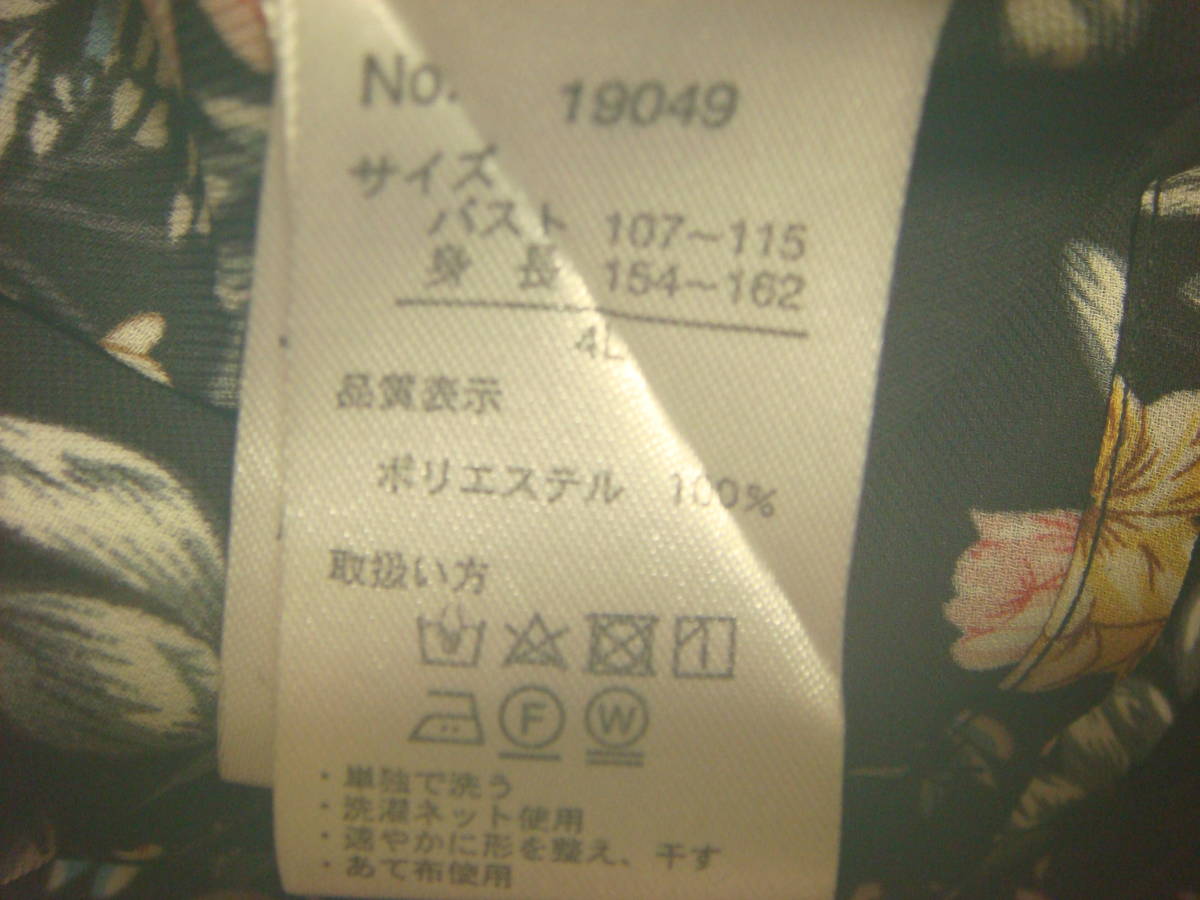 No. 19049
サイズ
バスト 107~115
身 長 154~162
4L
品質表示
ポリエステル 100%
取扱い方
F W
・単独で洗う
・洗濯ネット使用
・速やかに形を整え、干す
・あて布使用